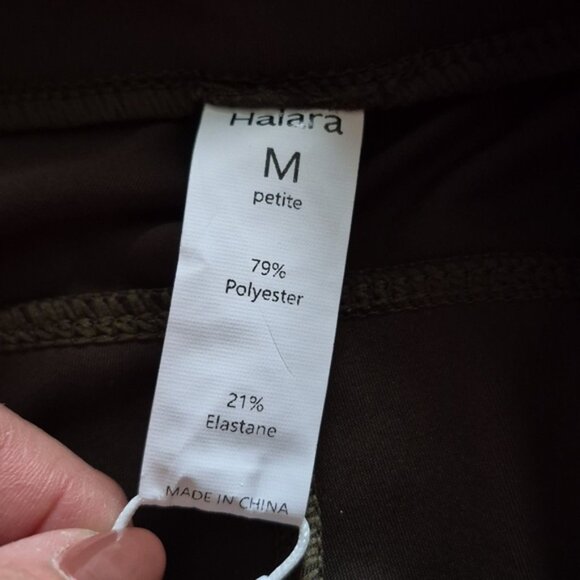 Halara
M
petite
79%
Polyester
21%
Elastane
MADE IN CHINA